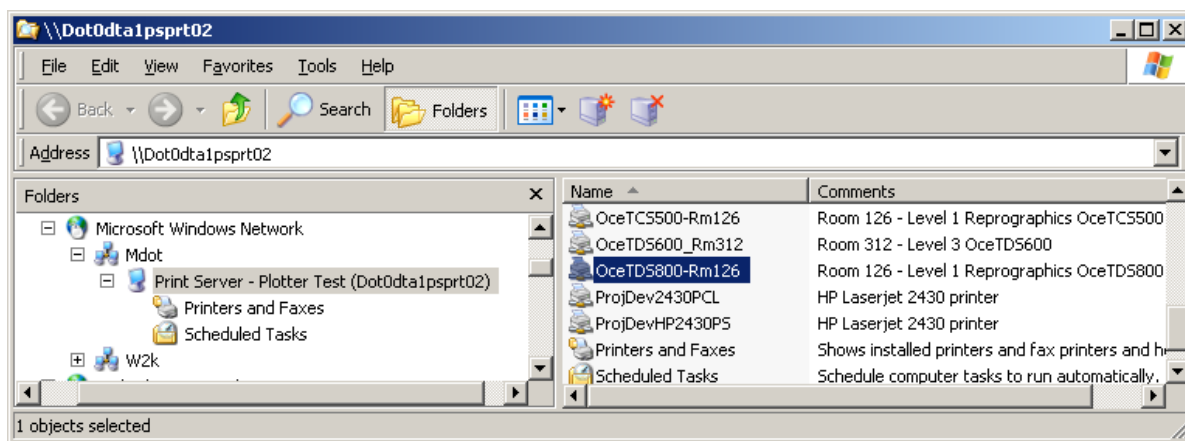 \\Dot0dta1psprt02
File Edit View Favorites Tools Help
Back Search Folders
Address \\Dot0dta1psprt02
Folders
Microsoft Windows Network
Mdot
Print Server - Plotter Test (Dot0dta1psprt02)
Printers and Faxes
Scheduled Tasks
W2k
Name Comments
OceTCS500-Rm126 Room 126 - Level 1 Reprographics OceTCS500
OceTDS600_Rm312 Room 312 - Level 3 OceTDS600
OceTDS800-Rm126 Room 126 - Level 1 Reprographics OceTDS800
ProjDev2430PCL HP Laserjet 2430 printer
ProjDevHP2430PS HP Laserjet 2430 printer
Printers and Faxes Shows installed printers and fax printers and
Scheduled Tasks Schedule computer tasks to run automatically.
1 objects selected